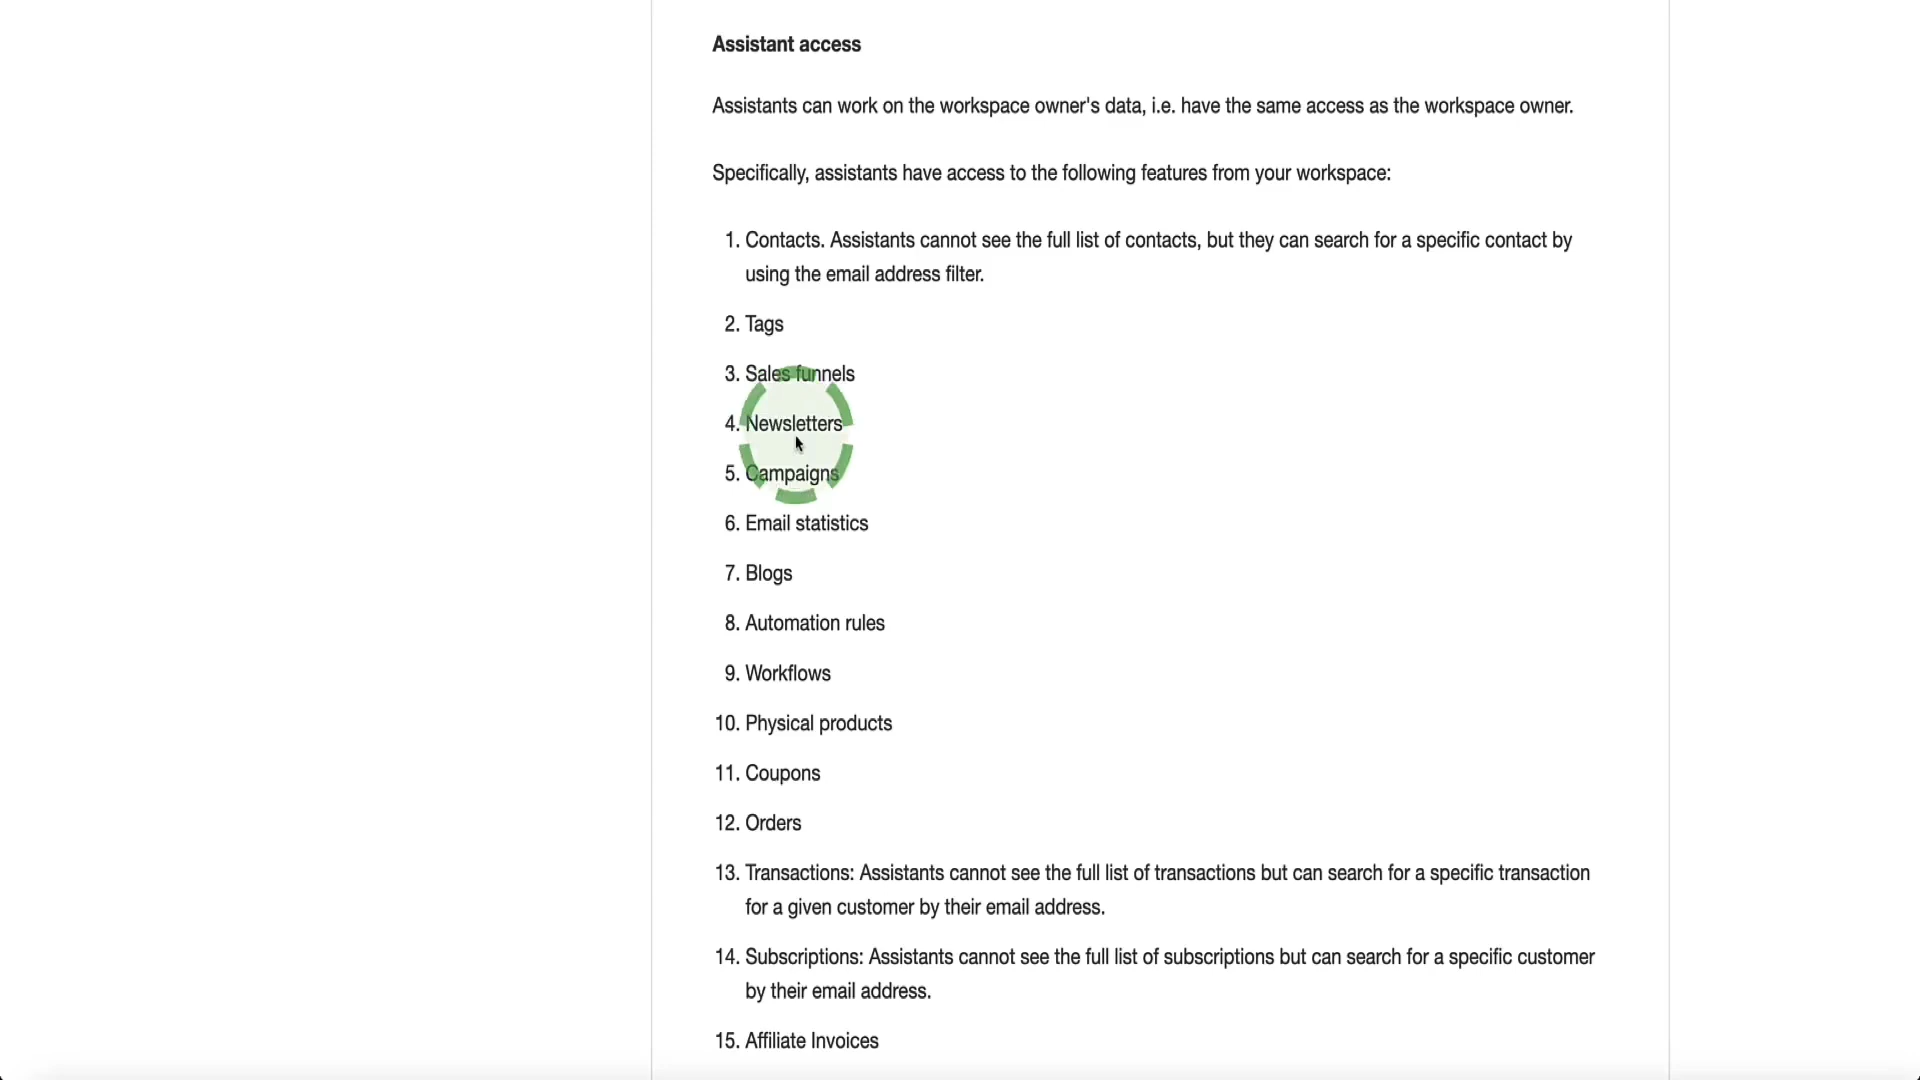 Assistant access
Assistants can work on the workspace owner's data, i.e. have the same access as the workspace owner.
Specifically, assistants have access to the following features from your workspace:
1. Contacts. Assistants cannot see the full list of contacts, but they can search for a specific contact by
using the email address filter.
2. Tags
3. Sales funnels
4. Newsletters
5. Campaigns
6. Email statistics
7. Blogs
8. Automation rules
9. Workflows
10. Physical products
11. Coupons
12. Orders
13. Transactions: Assistants cannot see the full list of transactions but can search for a specific transaction
for a given customer by their email address.
14. Subscriptions: Assistants cannot see the full list of subscriptions but can search for a specific customer
by their email address.
15. Affiliate Invoices